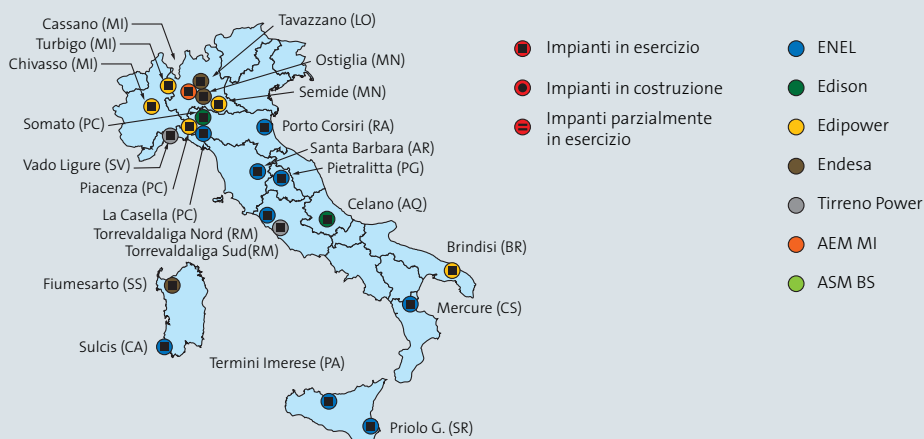 Cassano (MI)
Turbigo (MI)
Chivasso (MI)
Tavazzano (LO)
Ostiglia (MN)
Semide (MN)
Somato (PC)
Porto Corsiri (RA)
Santa Barbara (AR)
Pietralitta (PG)
Vado Ligure (SV)
Piacenza (PC)
La Casella (PC)
Celano (AQ)
Torrevaldaliga Nord (RM)
Torrevaldaliga Sud(RM)
Brindisi (BR)
Fiumesarto (SS)
Mercure (CS)
Sulcis (CA)
Termini Imerese (PA)
Priolo G. (SR)
Impianti in esercizio
Impianti in costruzione
Impanti parzialmente
in esercizio
ENEL
Edison
Edipower
Endesa
Tirreno Power
AEM MI
ASM BS